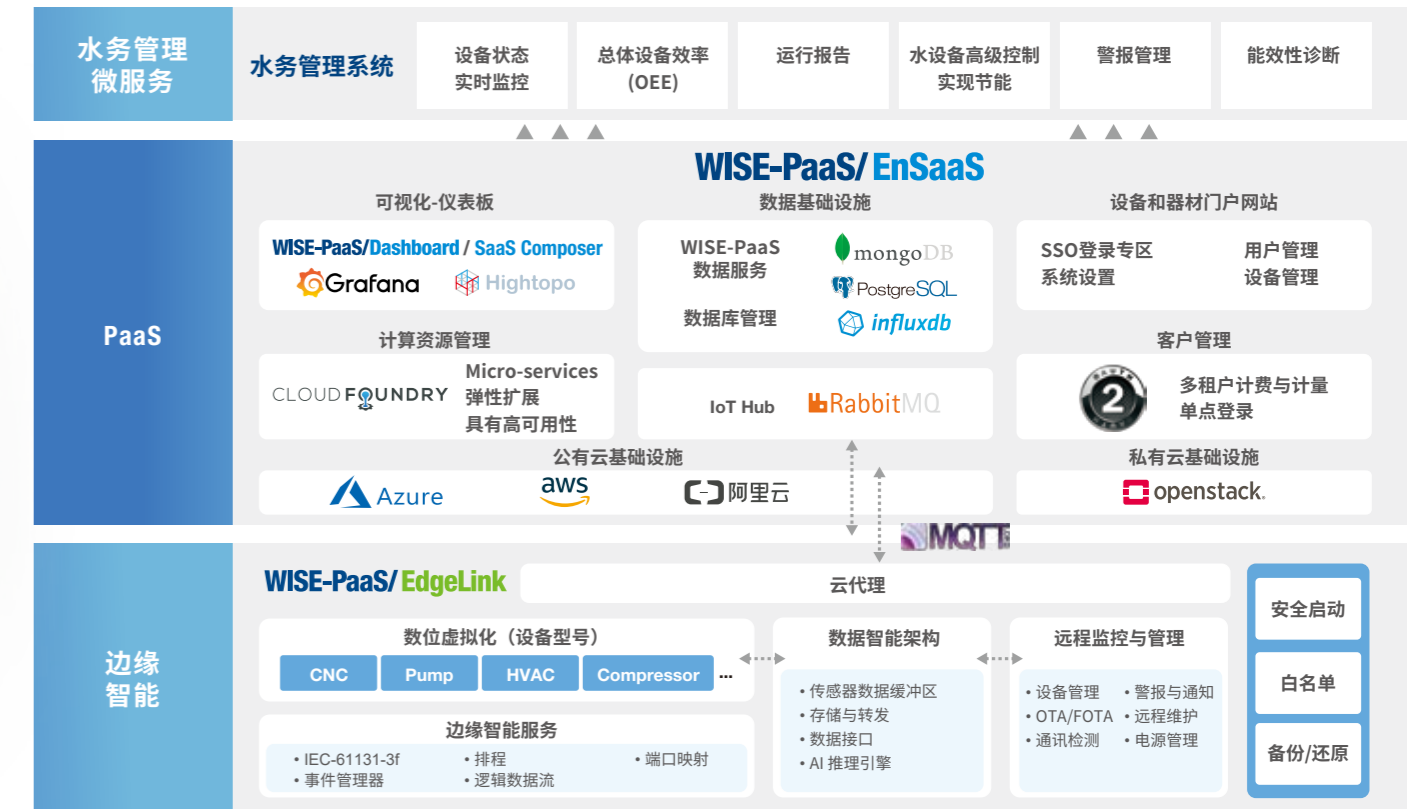 水务管理
微服务
水务管理系统
设备状态
实时监控
总体设备效率
(OEE)
运行报告
水设备高级控制
实现节能
警报管理
能效性诊断
PaaS
WISE-PaaS/EnSaaS
可视化-仪表板
WISE-PaaS/Dashboard / SaaS Composer
Grafana
Hightopo
数据基础设施
WISE-PaaS
数据服务
数据库管理
mongoDB
PostgreSQL
influxdb
设备和器材门户网站
SSO登录专区
系统设置
用户管理
设备管理
计算资源管理
CLOUD FOUNDRY
Micro-services
弹性扩展
具有高可用性
IoT Hub
RabbitMQ
客户管理
OAUTH
2
多租户计费与计量
单点登录
公有云基础设施
Azure
aws
阿里云
私有云基础设施
openstack.
MQTT
边缘
智能
WISE-PaaS/EdgeLink
云代理
数位虚拟化（设备型号）
CNC
Pump
HVAC
Compressor
...
边缘智能服务
• IEC-61131-3f
• 事件管理器
• 排程
• 逻辑数据流
• 端口映射
数据智能架构
• 传感器数据缓冲区
• 存储与转发
• 数据接口
• AI 推理引擎
远程监控与管理
• 设备管理
• OTA/FOTA
• 通讯检测
• 警报与通知
• 远程维护
• 电源管理
安全启动
白名单
备份/还原